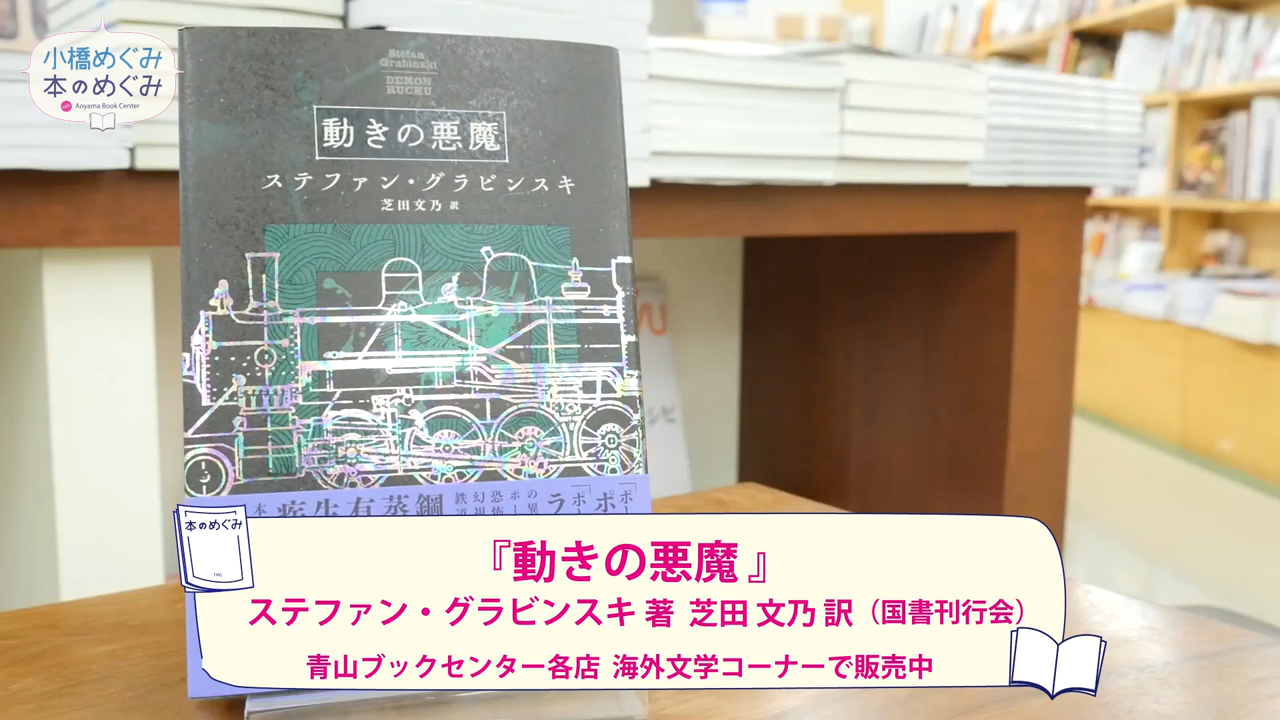 小橋めぐみ
本のめぐみ
Aoyama Book Center
Stefan
Grabinski
DEMON
RUCHU
動きの悪魔
ステファン・グラビンスキ
芝田文乃 訳
本のめぐみ
『動きの悪魔』
ステファン・グラビンスキ 著 芝田 文乃 訳（国書刊行会）
青山ブックセンター各店 海外文学コーナーで販売中